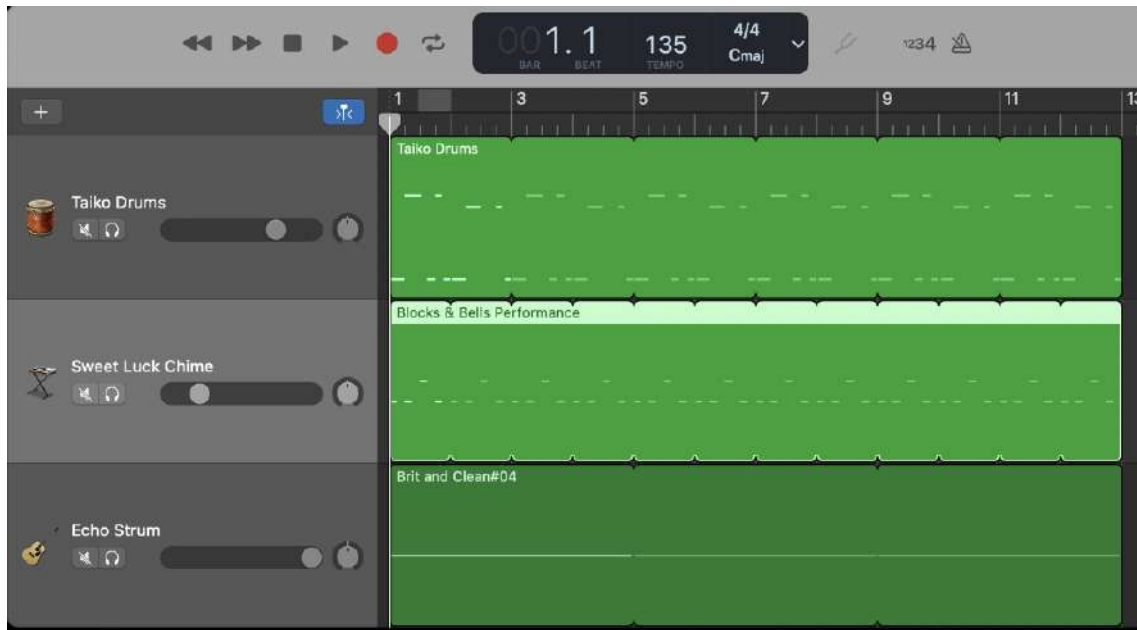 001.1 135 4/4
BAR BEAT TEMPO Cmaj
1234
1 3 5 7 9 11
Taiko Drums
Taiko Drums
Blocks & Bells Performance
Sweet Luck Chime
Brit and Clean#04
Echo Strum